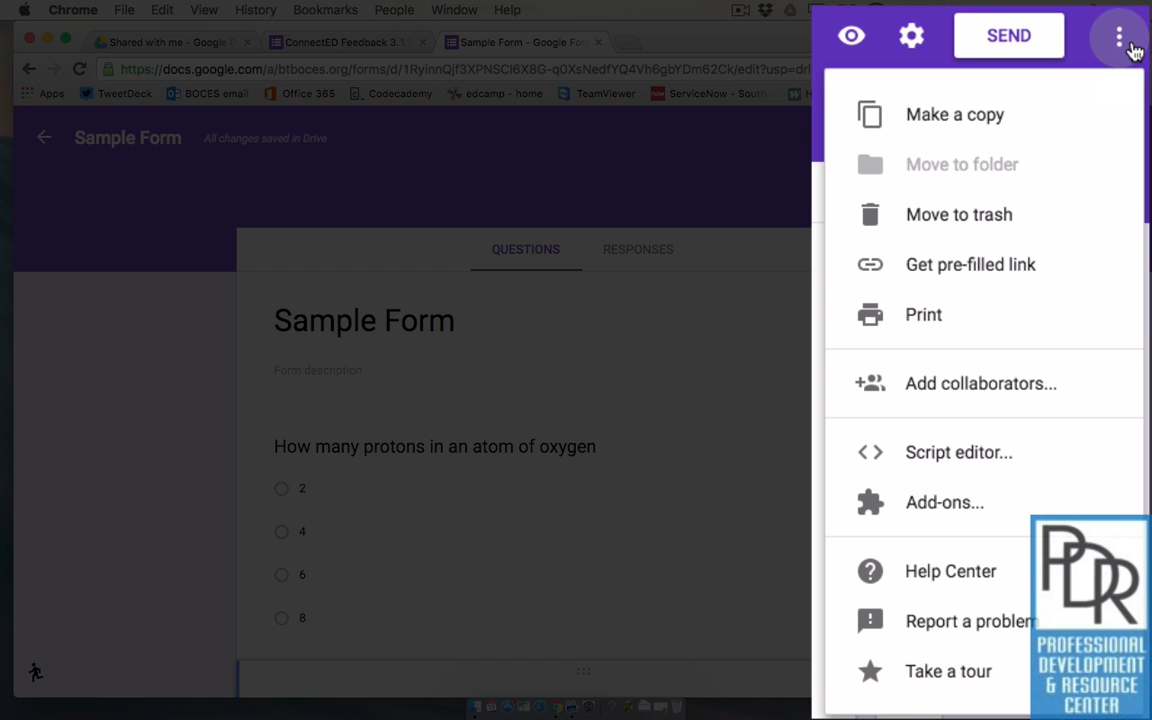 Chrome File Edit View History Bookmarks People Window Help
Shared with me - Google D
ConnectED Feedback 3.1
Sample Form - Google For
https://docs.google.com/a/btboces.org/forms/d/1RyinnQjf3XPNSCl6X8G-q0XsNedfYQ4Vh6gbYDm62Ck/edit?usp=dri
Apps TweetDeck BOCES email Office 365 Codecademy edcamp - home TeamViewer ServiceNow - South
Sample Form All changes saved in Drive
SEND
QUESTIONS RESPONSES
Sample Form
Form description
How many protons in an atom of oxygen
2
4
6
8
Make a copy
Move to folder
Move to trash
Get pre-filled link
Print
Add collaborators...
Script editor...
Add-ons...
Help Center
Report a problem
Take a tour
PDR
PROFESSIONAL
DEVELOPMENT
& RESOURCE
CENTER